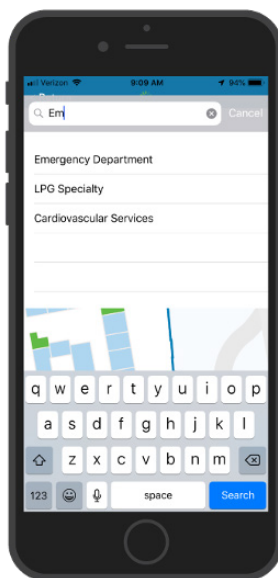 Verizon 9:09 AM 94%
Em Cancel
Emergency Department
LPG Specialty
Cardiovascular Services
q w e r t y u i o p
a s d f g h j k l
z x c v b n m
123 space Search